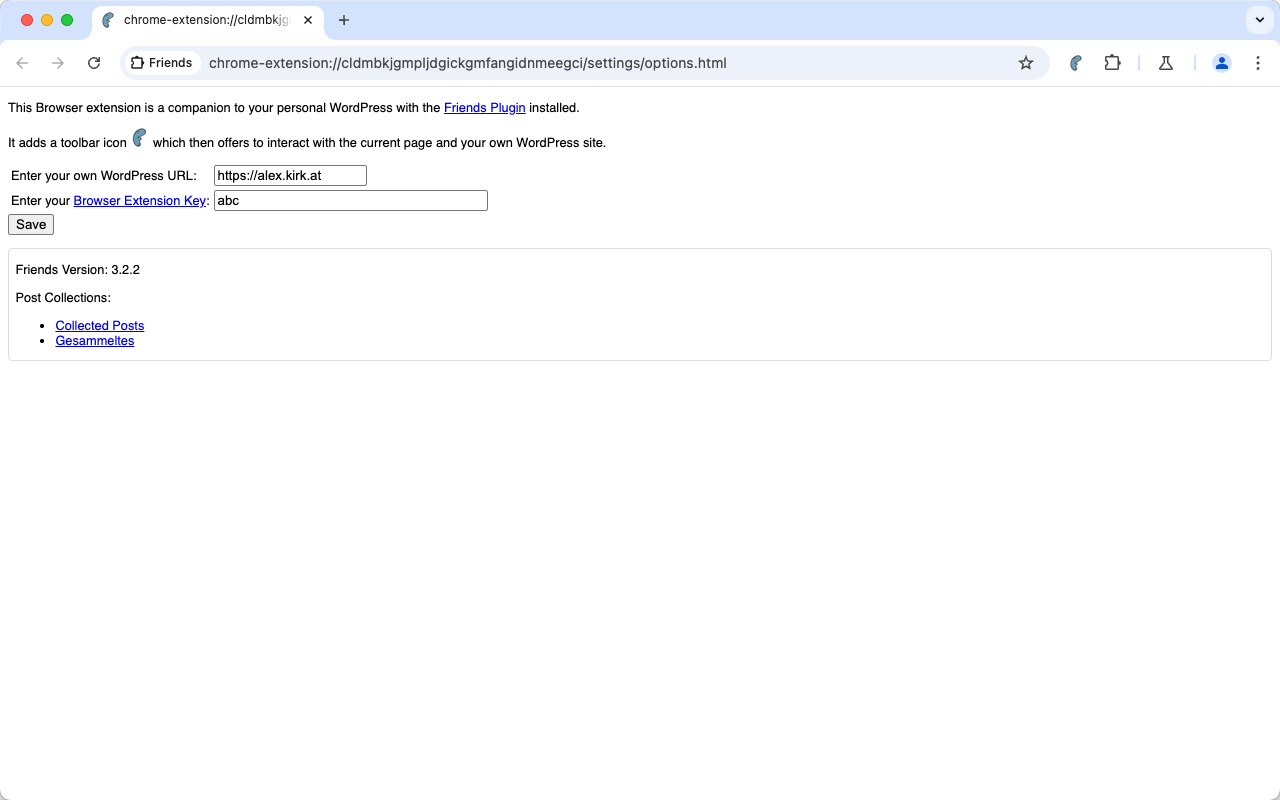 chrome-extension://cldmbkjg
Friends
chrome-extension://cldmbkjgmpljdgickgmfangidnmeegci/settings/options.html
This Browser extension is a companion to your personal WordPress with the Friends Plugin installed.
It adds a toolbar icon which then offers to interact with the current page and your own WordPress site.
Enter your own WordPress URL: https://alex.kirk.at
Enter your Browser Extension Key: abc
Save
Friends Version: 3.2.2
Post Collections:
• Collected Posts
• Gesammeltes